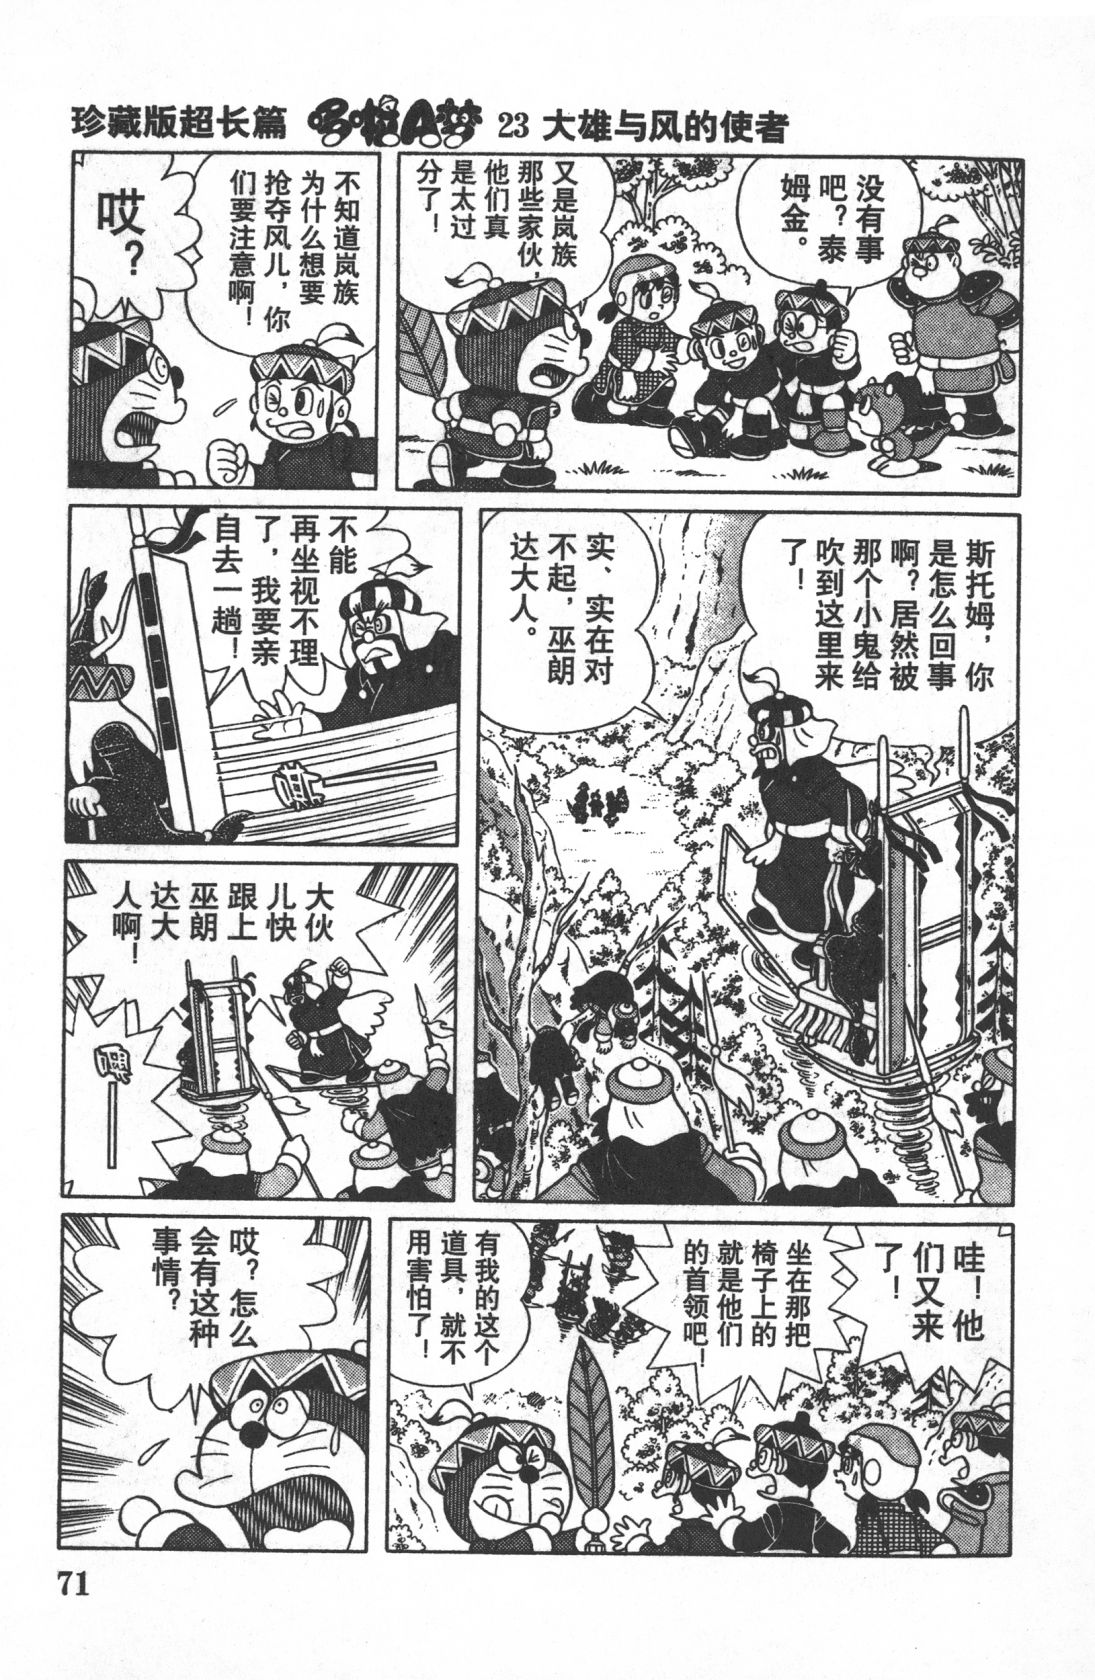 珍藏版超长篇 哆啦A梦 23 大雄与风的使者
没有事
吧？泰
姆金。
又是岚族
那些家伙，
他们真
是太过
分了！
不知道岚族
为什么想要
抢夺风儿，你
们要注意啊！
哎？
斯托姆，你
是怎么回事
啊？居然被
那个小鬼给
吹到这里来
了！
实、实在对
不起，巫朗
达大人。
不能
再坐视不理
了，我要亲
自去一趟！
大伙
儿快
跟上
巫朗
达大
人啊！
哇！他
们又来
了！
坐在那把
椅子上的
就是他们
的首领吧！
有我的这个
道具，就不
用害怕了！
哎？怎么
会有这种
事情？
71